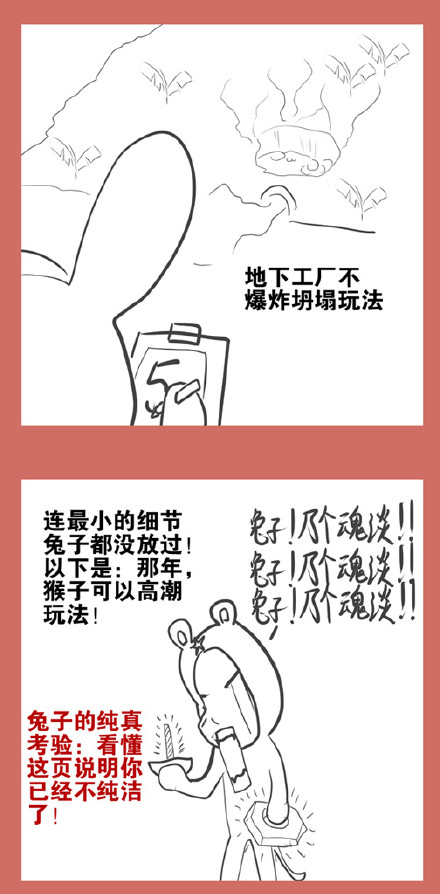 地下工厂不
爆炸坍塌玩法
连最小的细节
兔子都没放过！
以下是：那年，
猴子可以高潮
玩法！
兔子！乃个魂淡！！
兔子！乃个魂淡！！
兔子！乃个魂淡！！
兔子的纯真
考验：看懂
这页说明你
已经不纯洁
了！